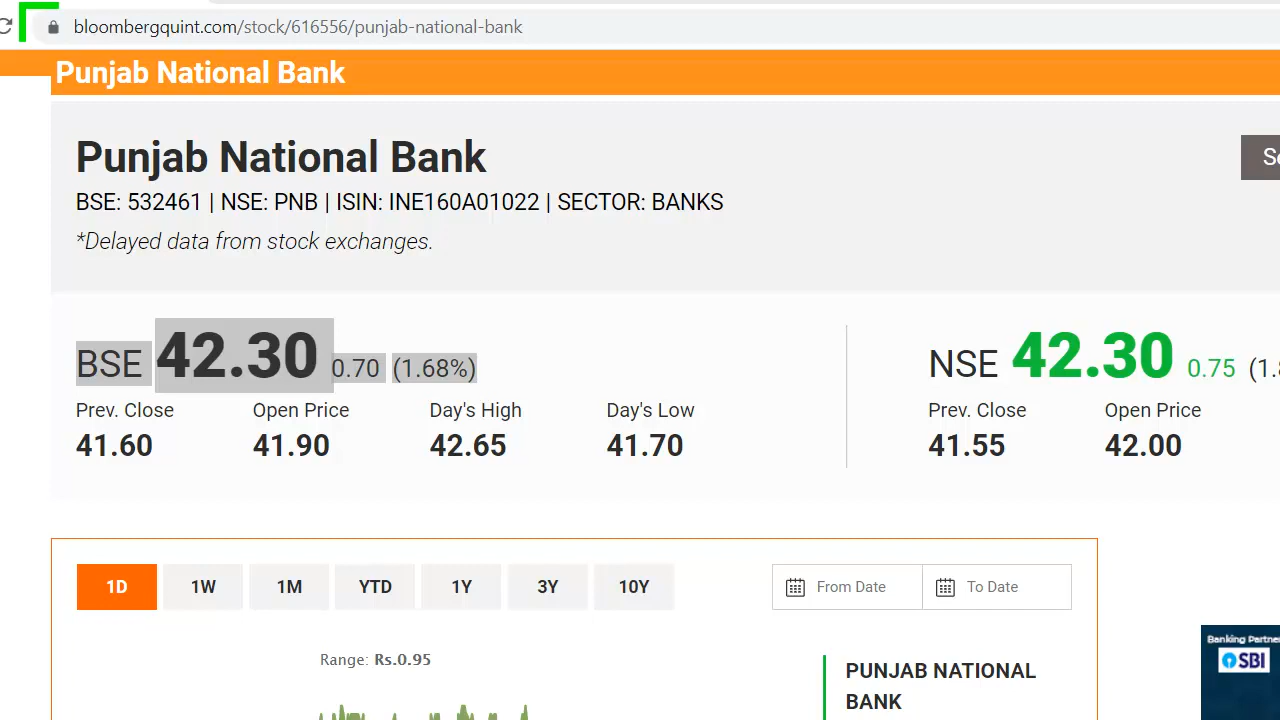 bloombergquint.com/stock/616556/punjab-national-bank
Punjab National Bank
Punjab National Bank
BSE: 532461 | NSE: PNB | ISIN: INE160A01022 | SECTOR: BANKS
*Delayed data from stock exchanges.
BSE 42.30 0.70 (1.68%)
Prev. Close Open Price Day's High Day's Low
41.60 41.90 42.65 41.70
NSE 42.30 0.75
Prev. Close Open Price
41.55 42.00
1D 1W 1M YTD 1Y 3Y 10Y
From Date To Date
Range: Rs.0.95
PUNJAB NATIONAL
BANK
Banking Partner
SBI